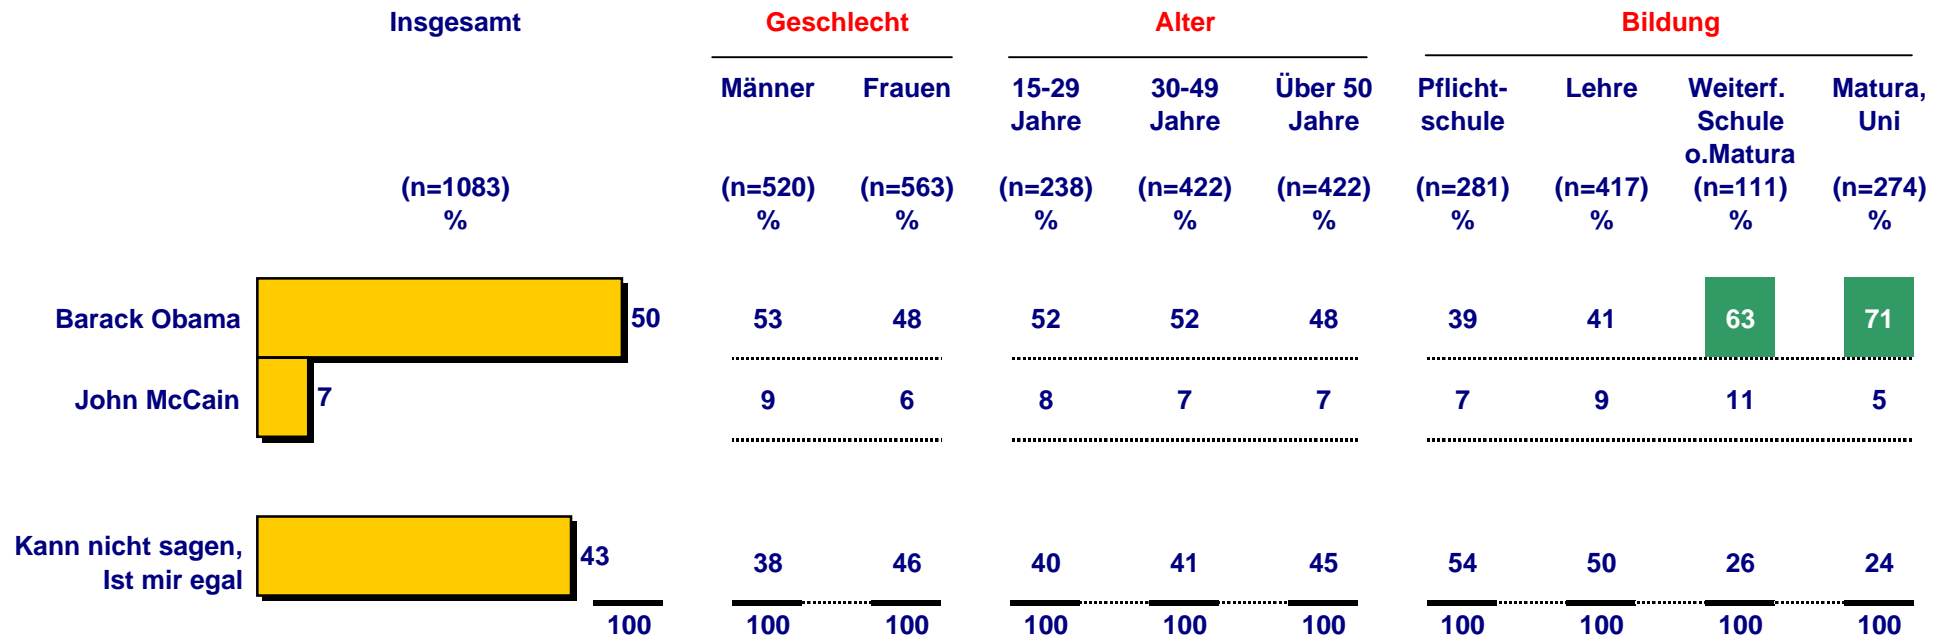 Insgesamt Geschlecht Alter Bildung
Männer Frauen 15-29 30-49 Über 50 Pflicht- Lehre Weiterf. Matura,
Jahre Jahre Jahre schule Schule Uni
o.Matura
(n=1083) (n=520) (n=563) (n=238) (n=422) (n=422) (n=281) (n=417) (n=111) (n=274)
% % % % % % % % % %
Barack Obama 50 53 48 52 52 48 39 41 63 71
John McCain 7 9 6 8 7 7 7 9 11 5
Kann nicht sagen,
Ist mir egal 43 38 46 40 41 45 54 50 26 24
100 100 100 100 100 100 100 100 100 100